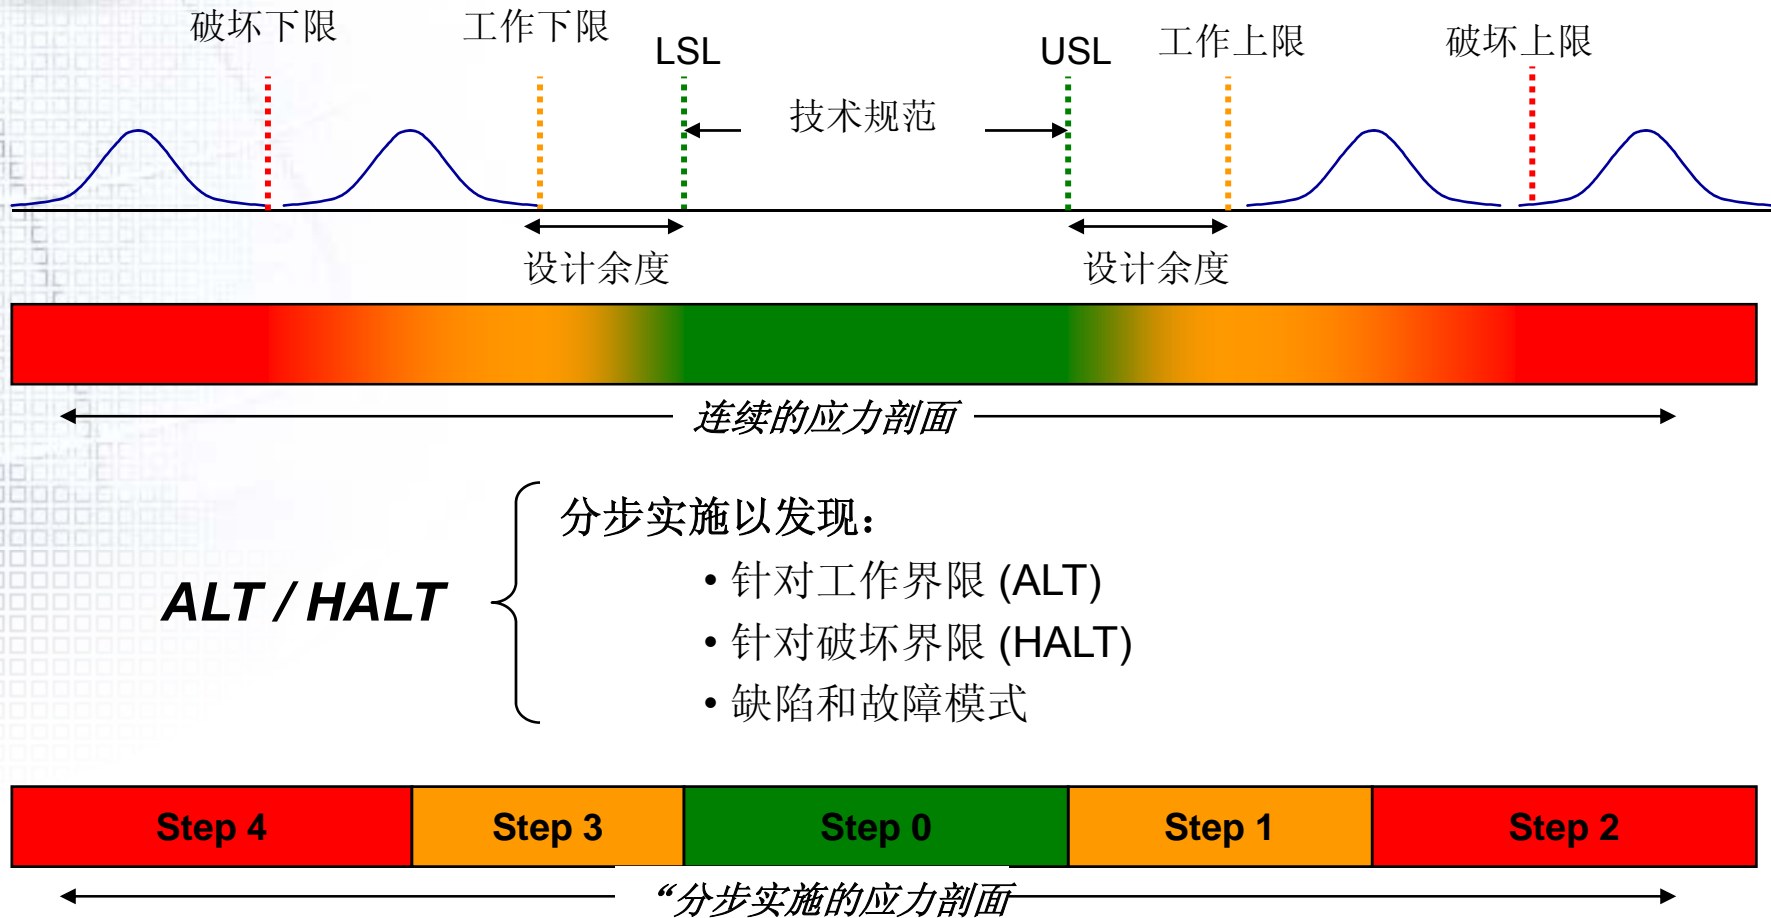 破坏下限
工作下限
LSL
USL
工作上限
破坏上限
技术规范
设计余度
设计余度
连续的应力剖面
分步实施以发现：
ALT / HALT
• 针对工作界限 (ALT)
• 针对破坏界限 (HALT)
• 缺陷和故障模式
Step 4
Step 3
Step 0
Step 1
Step 2
“分步实施的应力剖面